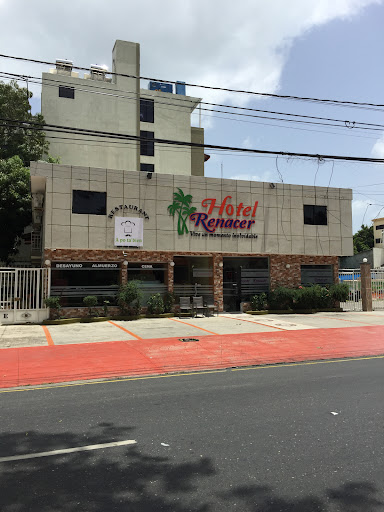 RESTAURANT
Hotel
Renacer
Vive un momento inolvidable
DESAYUNO ALMUERZO CENA